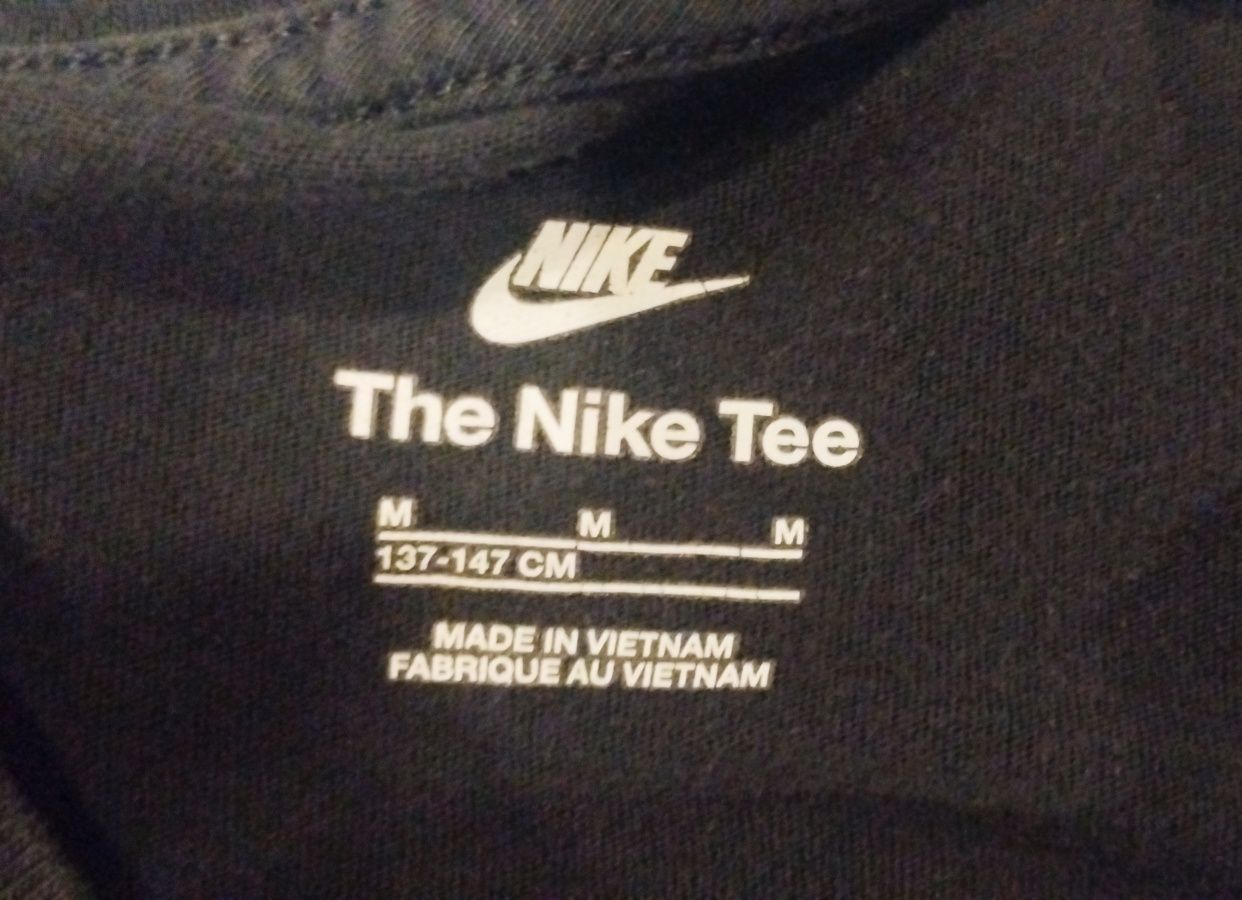 NIKE
The Nike Tee
M M M
137-147 CM
MADE IN VIETNAM
FABRIQUE AU VIETNAM